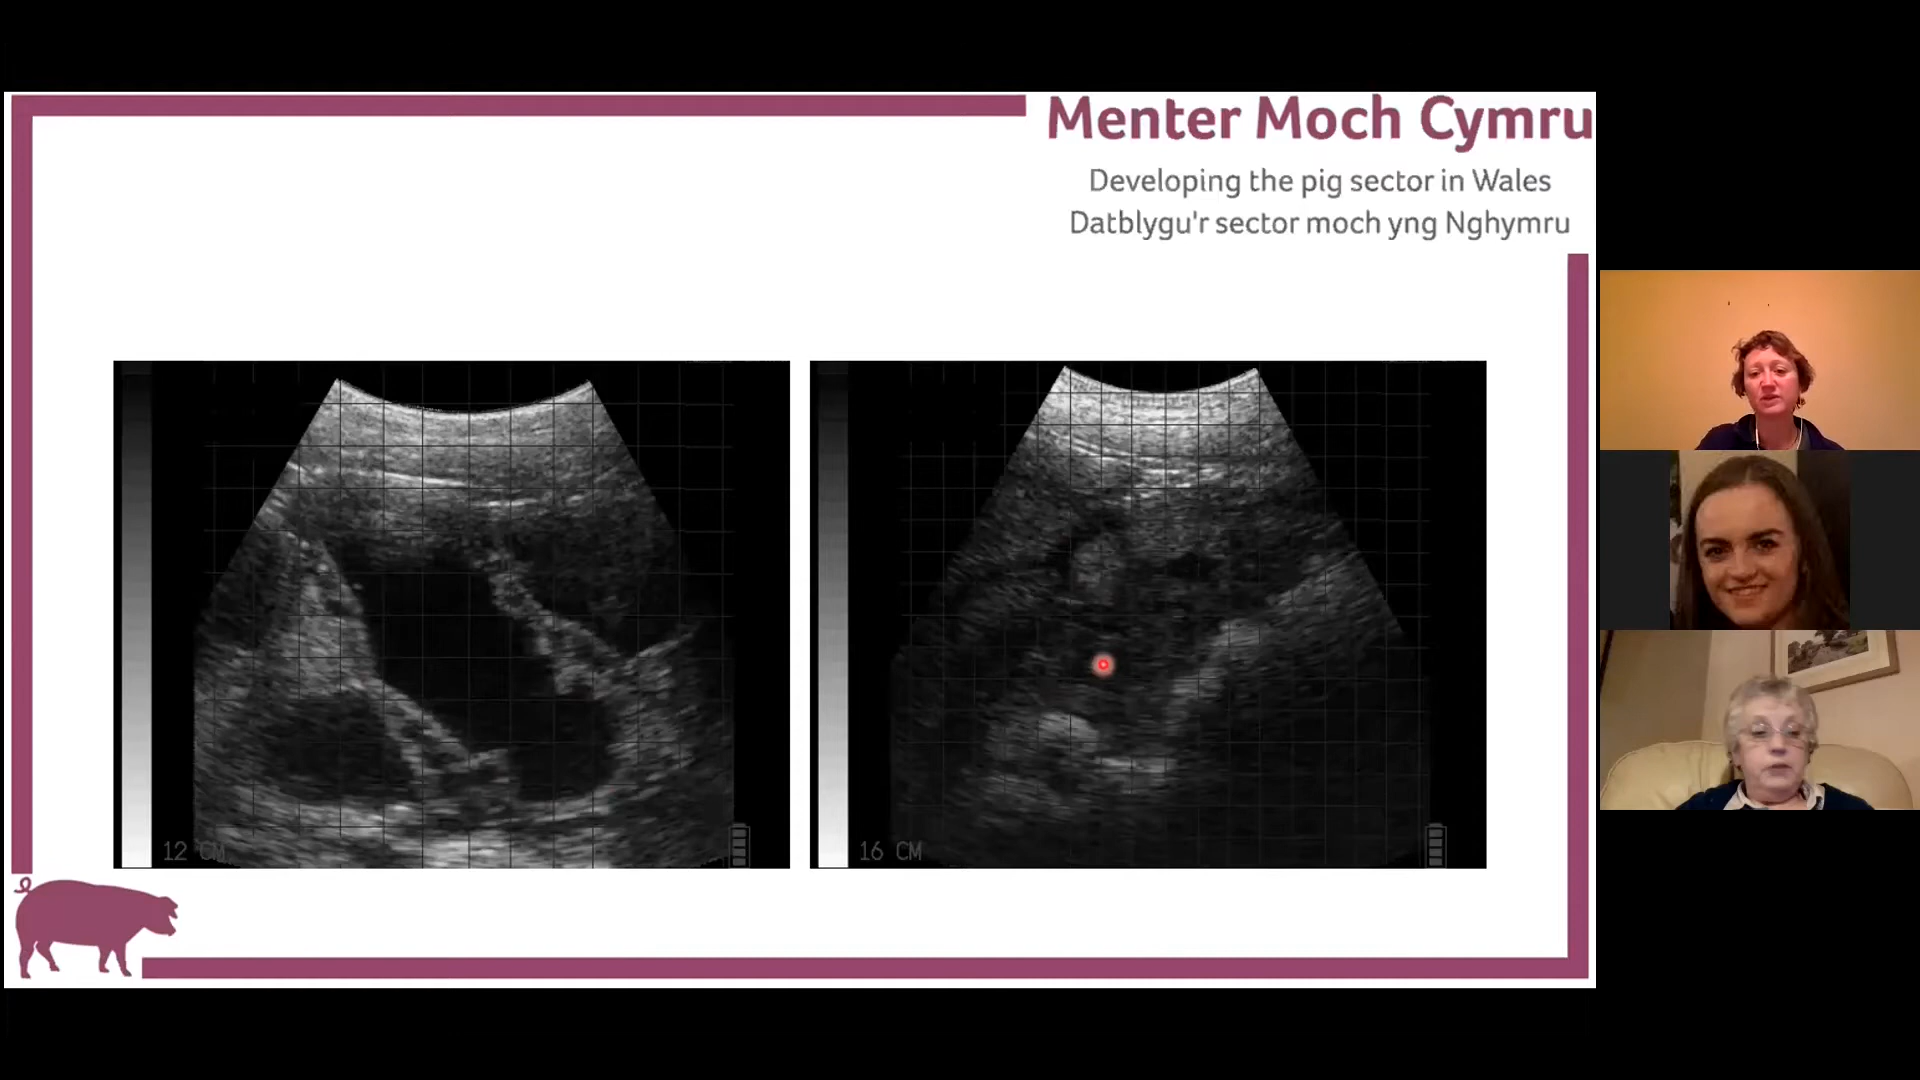 Menter Moch Cymru
Developing the pig sector in Wales
Datblygu'r sector moch yng Nghymru
12 CM
16 CM